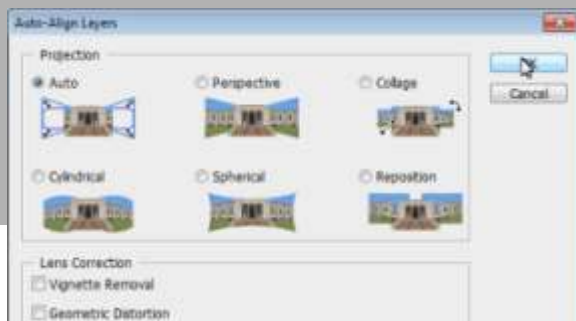 Auto-Align Layers
Projection
Auto
Perspective
Collage
Cancel
Cylindrical
Spherical
Reposition
Lens Correction
Vignette Removal
Geometric Distortion